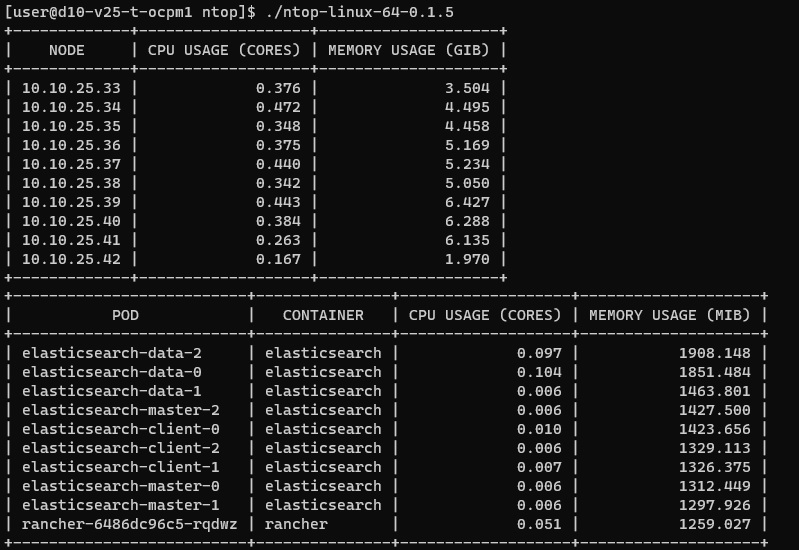 [user@d10-v25-t-ocpm1 ntop]$ ./ntop-linux-64-0.1.5
+------------+-------------------+--------------------+
| NODE | CPU USAGE (CORES) | MEMORY USAGE (GIB) |
+------------+-------------------+--------------------+
| 10.10.25.33 | 0.376 | 3.504 |
| 10.10.25.34 | 0.472 | 4.495 |
| 10.10.25.35 | 0.348 | 4.458 |
| 10.10.25.36 | 0.375 | 5.169 |
| 10.10.25.37 | 0.440 | 5.234 |
| 10.10.25.38 | 0.342 | 5.050 |
| 10.10.25.39 | 0.443 | 6.427 |
| 10.10.25.40 | 0.384 | 6.288 |
| 10.10.25.41 | 0.263 | 6.135 |
| 10.10.25.42 | 0.167 | 1.970 |
+------------+-------------------+--------------------+
+--------------------------+---------------+-------------------+--------------------+
| POD | CONTAINER | CPU USAGE (CORES) | MEMORY USAGE (MIB) |
+--------------------------+---------------+-------------------+--------------------+
| elasticsearch-data-2 | elasticsearch | 0.097 | 1908.148 |
| elasticsearch-data-0 | elasticsearch | 0.104 | 1851.484 |
| elasticsearch-data-1 | elasticsearch | 0.006 | 1463.801 |
| elasticsearch-master-2 | elasticsearch | 0.006 | 1427.500 |
| elasticsearch-client-0 | elasticsearch | 0.010 | 1423.656 |
| elasticsearch-client-2 | elasticsearch | 0.006 | 1329.113 |
| elasticsearch-client-1 | elasticsearch | 0.007 | 1326.375 |
| elasticsearch-master-0 | elasticsearch | 0.006 | 1312.449 |
| elasticsearch-master-1 | elasticsearch | 0.006 | 1297.926 |
| rancher-6486dc96c5-rqdwz | rancher | 0.051 | 1259.027 |
+--------------------------+---------------+-------------------+--------------------+